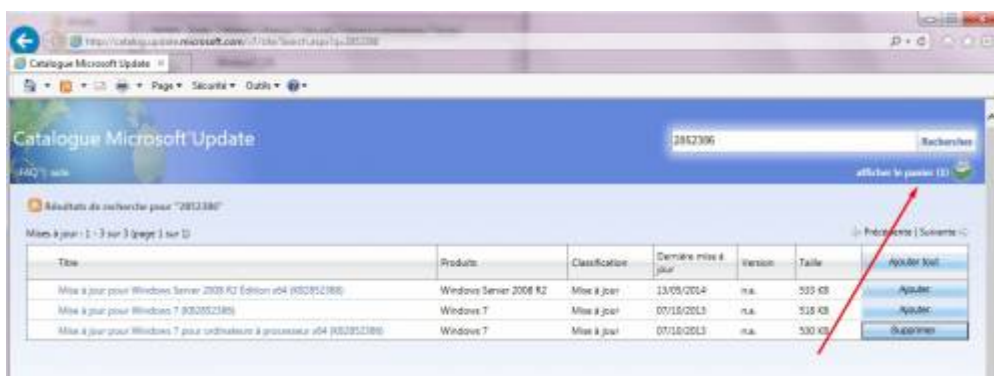 Catalogue Microsoft Update
Page Sécurité Outils
Catalogue Microsoft Update
2852386
Rechercher
FAQ | aide
afficher le panier (1)
Résultats de recherche pour "2852386"
Mises à jour : 1 - 3 sur 3 (page 1 sur 1)
Précédente | Suivante
Titre Produits Classification Dernière mise à jour Version Taille Ajouter tout
Mise à jour pour Windows Server 2008 R2 Édition x64 (KB2852386) Windows Server 2008 R2 Mise à jour 13/05/2014 n.a. Ajouter
Mise à jour pour Windows 7 (KB2852386) Windows 7 Mise à jour 07/10/2013 n.a. 518 KB Ajouter
Mise à jour pour Windows 7 pour ordinateurs à processeur x64 (KB2852386) Windows 7 Mise à jour 07/10/2013 n.a. Supprimer